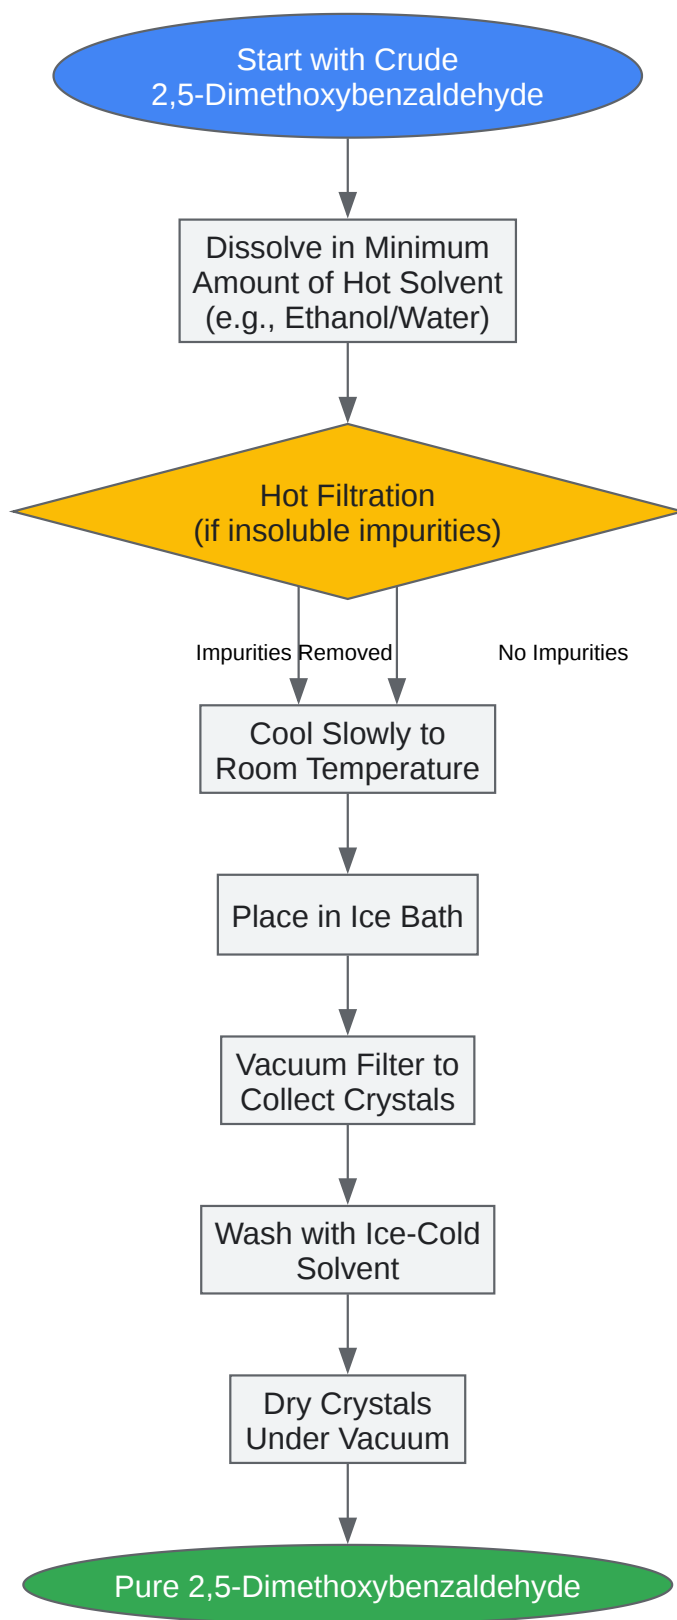 Start with Crude
2,5-Dimethoxybenzaldehyde
Dissolve in Minimum
Amount of Hot Solvent
(e.g., Ethanol/Water)
Hot Filtration
(if insoluble impurities)
Impurities Removed
No Impurities
Cool Slowly to
Room Temperature
Place in Ice Bath
Vacuum Filter to
Collect Crystals
Wash with Ice-Cold
Solvent
Dry Crystals
Under Vacuum
Pure 2,5-Dimethoxybenzaldehyde